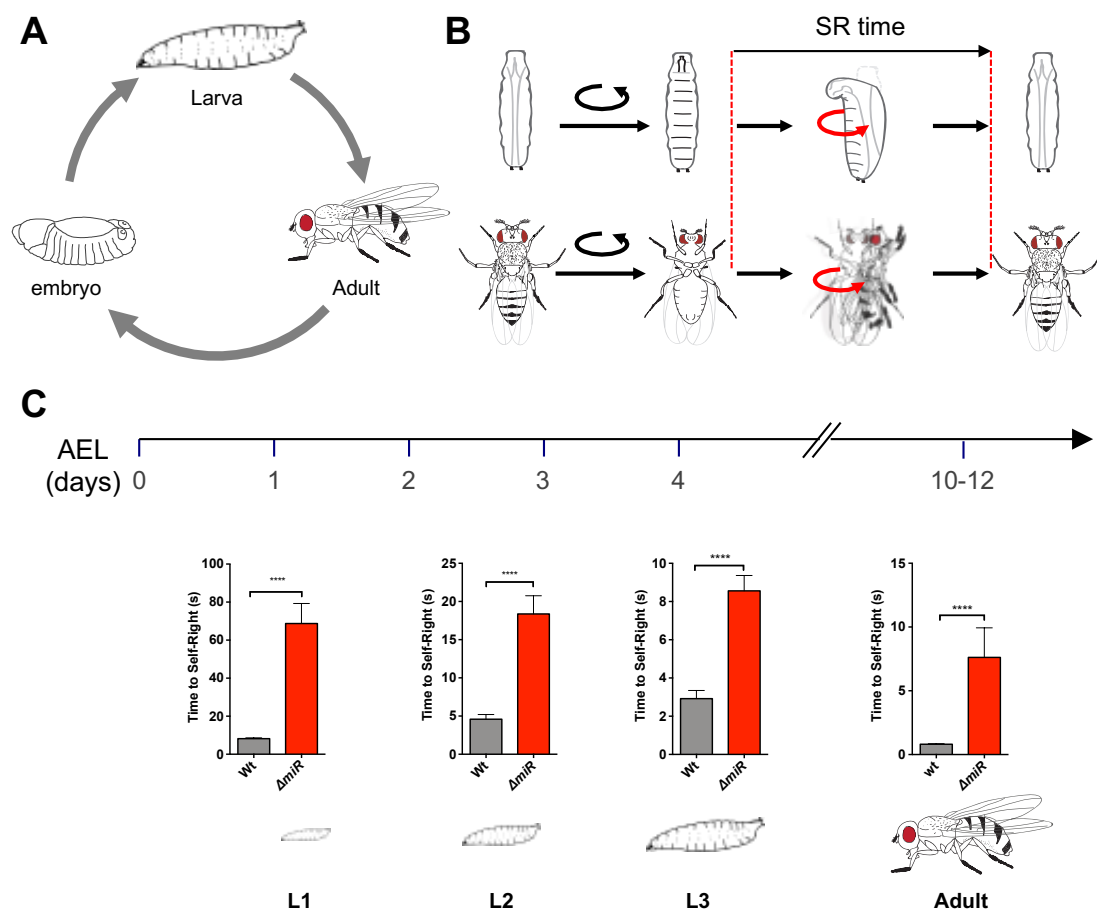 A
Larva
embryo
Adult
B
SR time
C
AEL
(days)
0
1
2
3
4
10-12
Time to Self-Right (s)
100
80
60
40
20
0
****
Wt
ΔmiR
L1
Time to Self-Right (s)
25
20
15
10
5
0
****
Wt
ΔmiR
L2
Time to Self-Right (s)
10
8
6
4
2
0
****
Wt
ΔmiR
L3
Time to Self-Right (s)
15
10
5
0
****
wt
ΔmiR
Adult